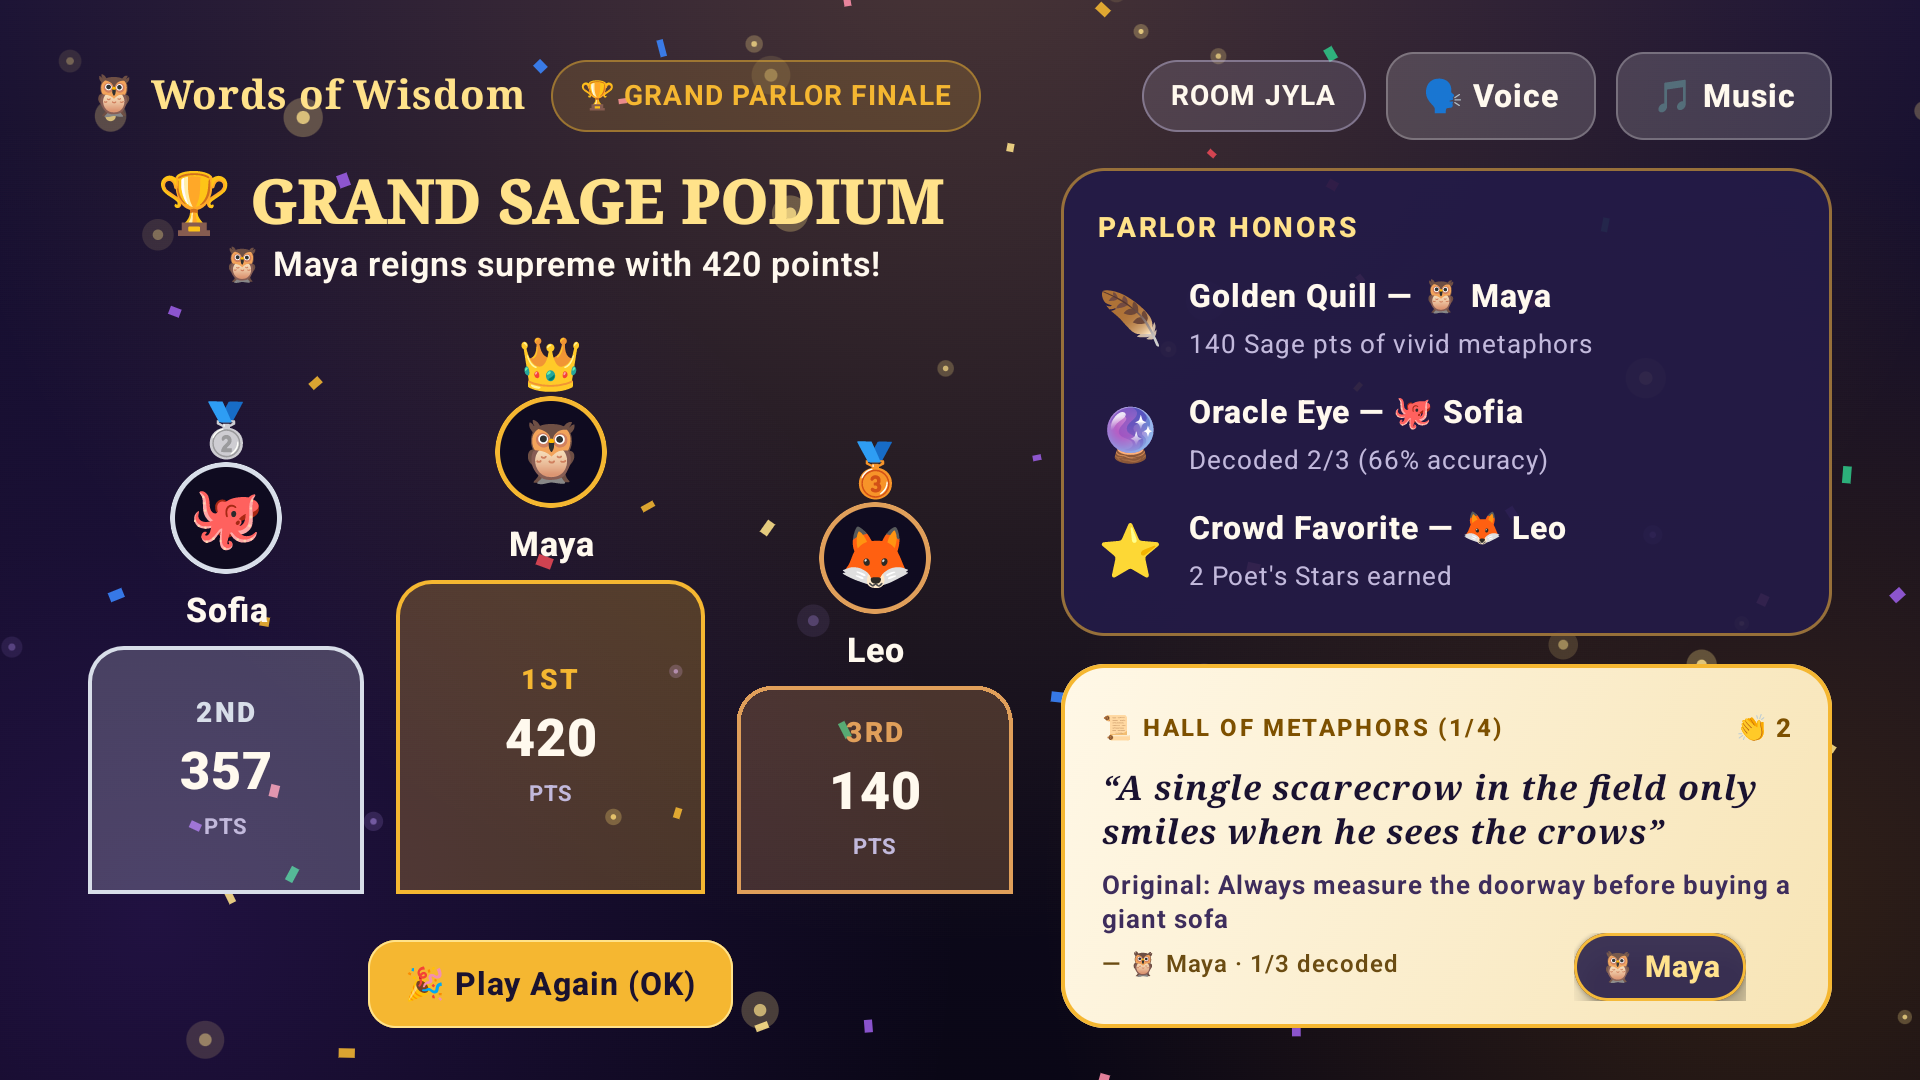 Words of Wisdom
🏆 GRAND PARLOR FINALE
ROOM JYLA
🗣️ Voice
🎵 Music
🏆 GRAND SAGE PODIUM
🦉 Maya reigns supreme with 420 points!
2
Sofia
2ND
357
PTS
Maya
1ST
420
PTS
3
Leo
3RD
140
PTS
🎉 Play Again (OK)
PARLOR HONORS
Golden Quill — 🦉 Maya
140 Sage pts of vivid metaphors
Oracle Eye — 🐙 Sofia
Decoded 2/3 (66% accuracy)
Crowd Favorite — 🦊 Leo
2 Poet's Stars earned
📜 HALL OF METAPHORS (1/4)
👏 2
“A single scarecrow in the field only
smiles when he sees the crows”
Original: Always measure the doorway before buying a
giant sofa
— 🦉 Maya · 1/3 decoded
🦉 Maya